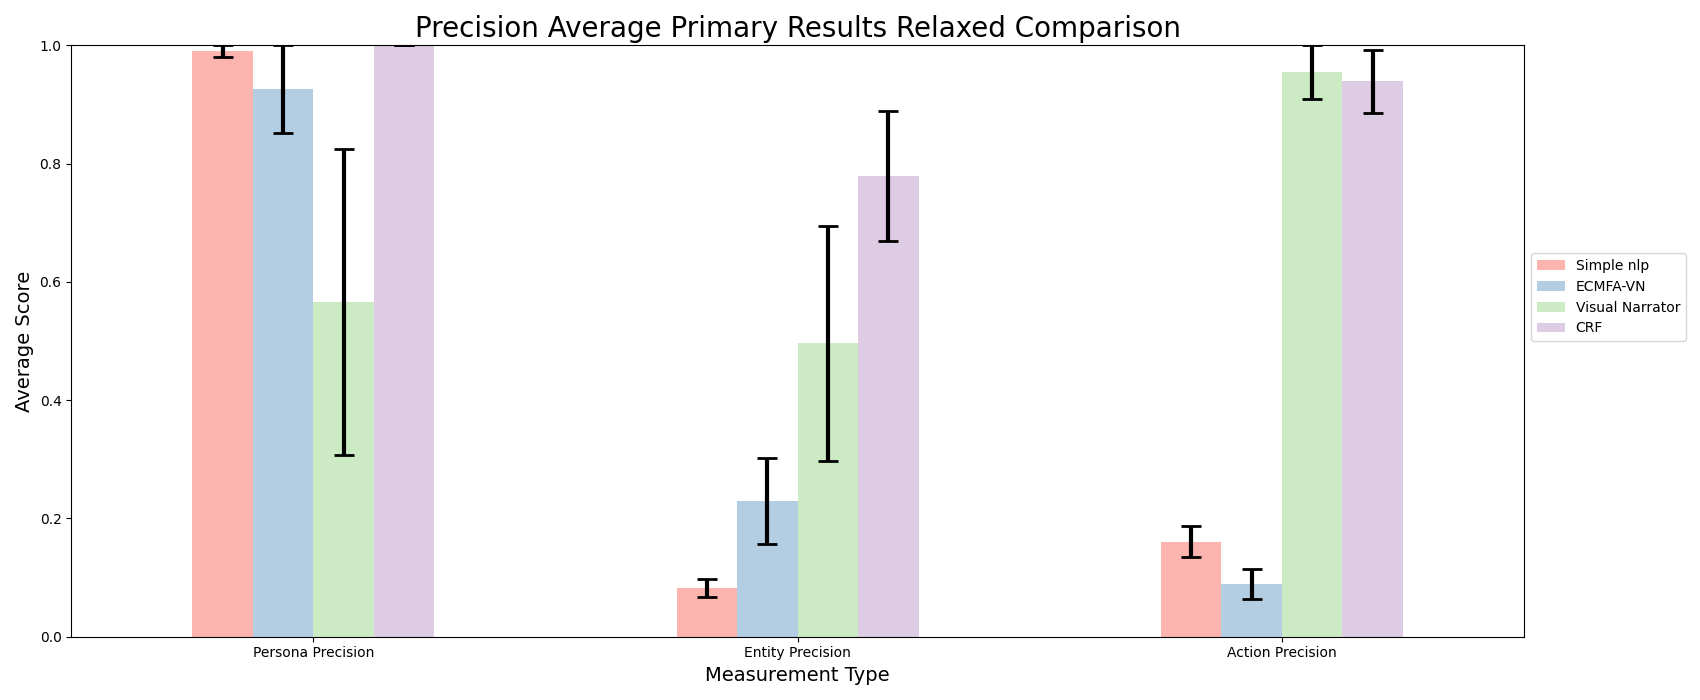 Precision Average Primary Results Relaxed Comparison
Average Score
1.0
0.8
0.6
0.4
0.2
0.0
Persona Precision
Entity Precision
Action Precision
Measurement Type
Simple nlp
ECMFA-VN
Visual Narrator
CRF